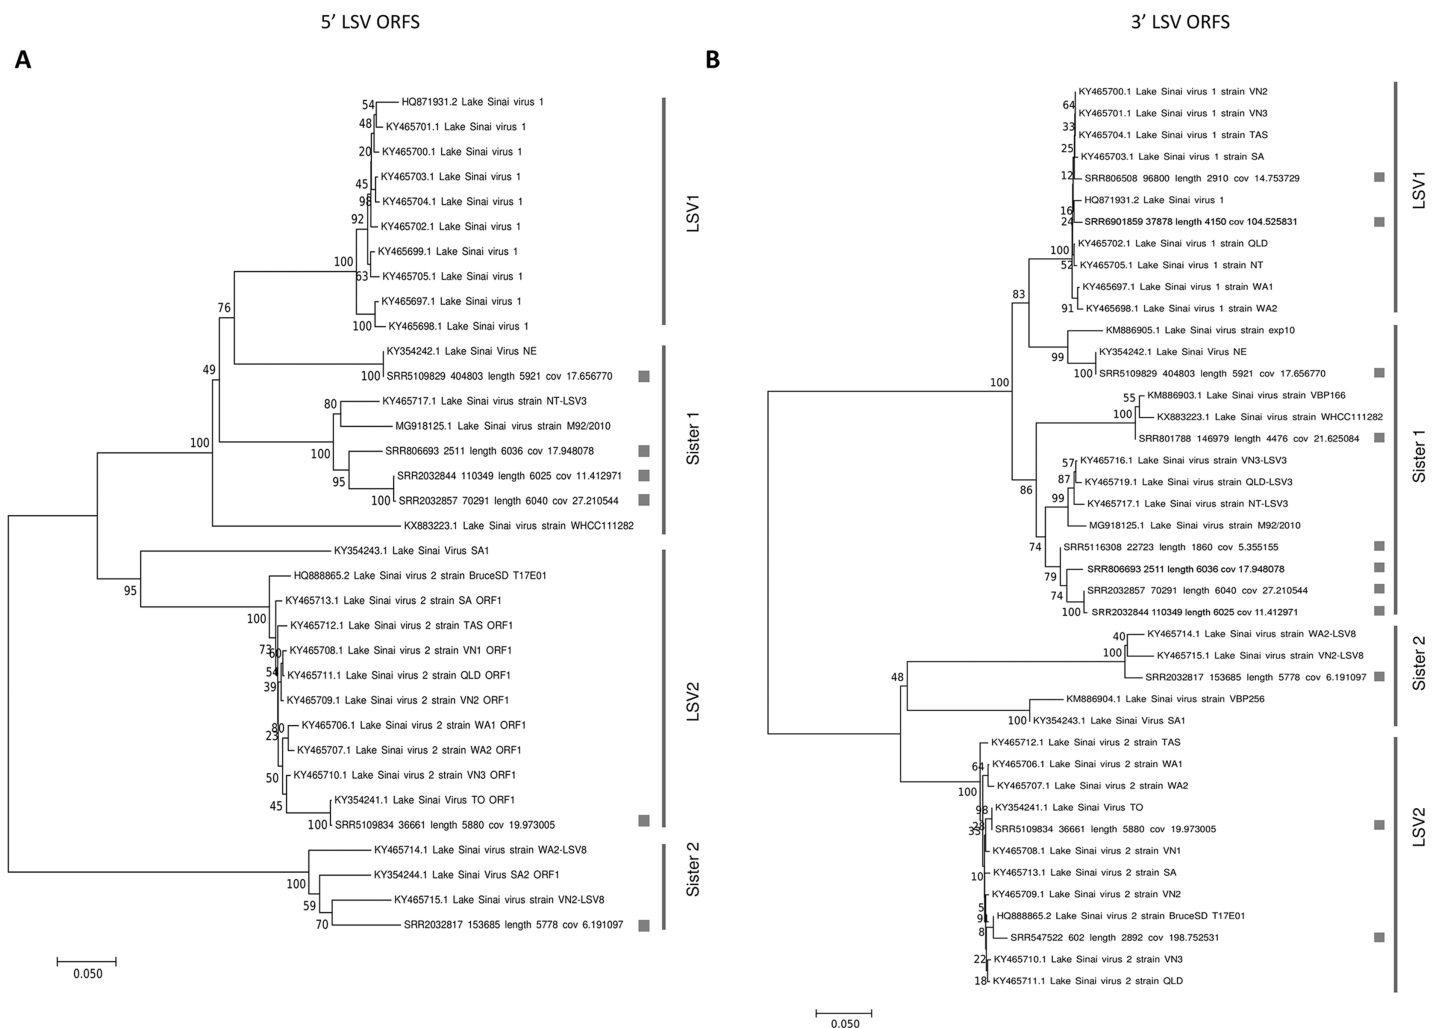 5’ LSV ORFS
3’ LSV ORFS
A
54
HQ871931.2 Lake Sinai virus 1
48
KY465701.1 Lake Sinai virus 1
20
KY465700.1 Lake Sinai virus 1
45
KY465703.1 Lake Sinai virus 1
98
KY465704.1 Lake Sinai virus 1
92
KY465702.1 Lake Sinai virus 1
KY465699.1 Lake Sinai virus 1
63
KY465705.1 Lake Sinai virus 1
100
KY465697.1 Lake Sinai virus 1
100
KY465698.1 Lake Sinai virus 1
76
KY354242.1 Lake Sinai Virus NE
100
SRR5109829 404803 length 5921 cov 17.656770
49
80
KY465717.1 Lake Sinai virus strain NT-LSV3
MG918125.1 Lake Sinai virus strain M92/2010
100
SRR806693 2511 length 6036 cov 17.948078
95
SRR2032844 110349 length 6025 cov 11.412971
100
SRR2032857 70291 length 6040 cov 27.210544
100
KX883223.1 Lake Sinai virus strain WHCC111282
KY354243.1 Lake Sinai Virus SA1
95
HQ888865.2 Lake Sinai virus 2 strain BruceSD T17E01
100
KY465713.1 Lake Sinai virus 2 strain SA ORF1
KY465712.1 Lake Sinai virus 2 strain TAS ORF1
73
60
KY465708.1 Lake Sinai virus 2 strain VN1 ORF1
54
KY465711.1 Lake Sinai virus 2 strain QLD ORF1
39
KY465709.1 Lake Sinai virus 2 strain VN2 ORF1
80
KY465706.1 Lake Sinai virus 2 strain WA1 ORF1
23
KY465707.1 Lake Sinai virus 2 strain WA2 ORF1
50
KY465710.1 Lake Sinai virus 2 strain VN3 ORF1
45
KY354241.1 Lake Sinai Virus TO ORF1
100
SRR5109834 36661 length 5880 cov 19.973005
KY465714.1 Lake Sinai virus strain WA2-LSV8
100
KY354244.1 Lake Sinai Virus SA2 ORF1
59
KY465715.1 Lake Sinai virus strain VN2-LSV8
70
SRR2032817 153685 length 5778 cov 6.191097
LSV1
Sister 1
LSV2
Sister 2
0.050
B
KY465700.1 Lake Sinai virus 1 strain VN2
64
KY465701.1 Lake Sinai virus 1 strain VN3
33
KY465704.1 Lake Sinai virus 1 strain TAS
25
KY465703.1 Lake Sinai virus 1 strain SA
12
SRR806508 96800 length 2910 cov 14.753729
HQ871931.2 Lake Sinai virus 1
16
24
SRR6901859 37878 length 4150 cov 104.525831
KY465702.1 Lake Sinai virus 1 strain QLD
100
52
KY465705.1 Lake Sinai virus 1 strain NT
KY465697.1 Lake Sinai virus 1 strain WA1
91
KY465698.1 Lake Sinai virus 1 strain WA2
83
KM886905.1 Lake Sinai virus strain exp10
99
KY354242.1 Lake Sinai Virus NE
100
SRR5109829 404803 length 5921 cov 17.656770
100
55
KM886903.1 Lake Sinai virus strain VBP166
100
KX883223.1 Lake Sinai virus strain WHCC111282
SRR801788 146979 length 4476 cov 21.625084
57
KY465716.1 Lake Sinai virus strain VN3-LSV3
87
KY465719.1 Lake Sinai virus strain QLD-LSV3
86
99
KY465717.1 Lake Sinai virus strain NT-LSV3
MG918125.1 Lake Sinai virus strain M92/2010
74
SRR5116308 22723 length 1860 cov 5.355155
79
SRR806693 2511 length 6036 cov 17.948078
74
SRR2032857 70291 length 6040 cov 27.210544
100
SRR2032844 110349 length 6025 cov 11.412971
40
KY465714.1 Lake Sinai virus strain WA2-LSV8
100
KY465715.1 Lake Sinai virus strain VN2-LSV8
48
SRR2032817 153685 length 5778 cov 6.191097
KM886904.1 Lake Sinai virus strain VBP256
100
KY354243.1 Lake Sinai Virus SA1
KY465712.1 Lake Sinai virus 2 strain TAS
64
KY465706.1 Lake Sinai virus 2 strain WA1
100
KY465707.1 Lake Sinai virus 2 strain WA2
98
KY354241.1 Lake Sinai Virus TO
33
SRR5109834 36661 length 5880 cov 19.973005
KY465708.1 Lake Sinai virus 2 strain VN1
10
KY465713.1 Lake Sinai virus 2 strain SA
KY465709.1 Lake Sinai virus 2 strain VN2
5
HQ888865.2 Lake Sinai virus 2 strain BruceSD T17E01
8
SRR547522 602 length 2892 cov 198.752531
22
KY465710.1 Lake Sinai virus 2 strain VN3
18
KY465711.1 Lake Sinai virus 2 strain QLD
LSV1
Sister 1
Sister 2
LSV2
0.050